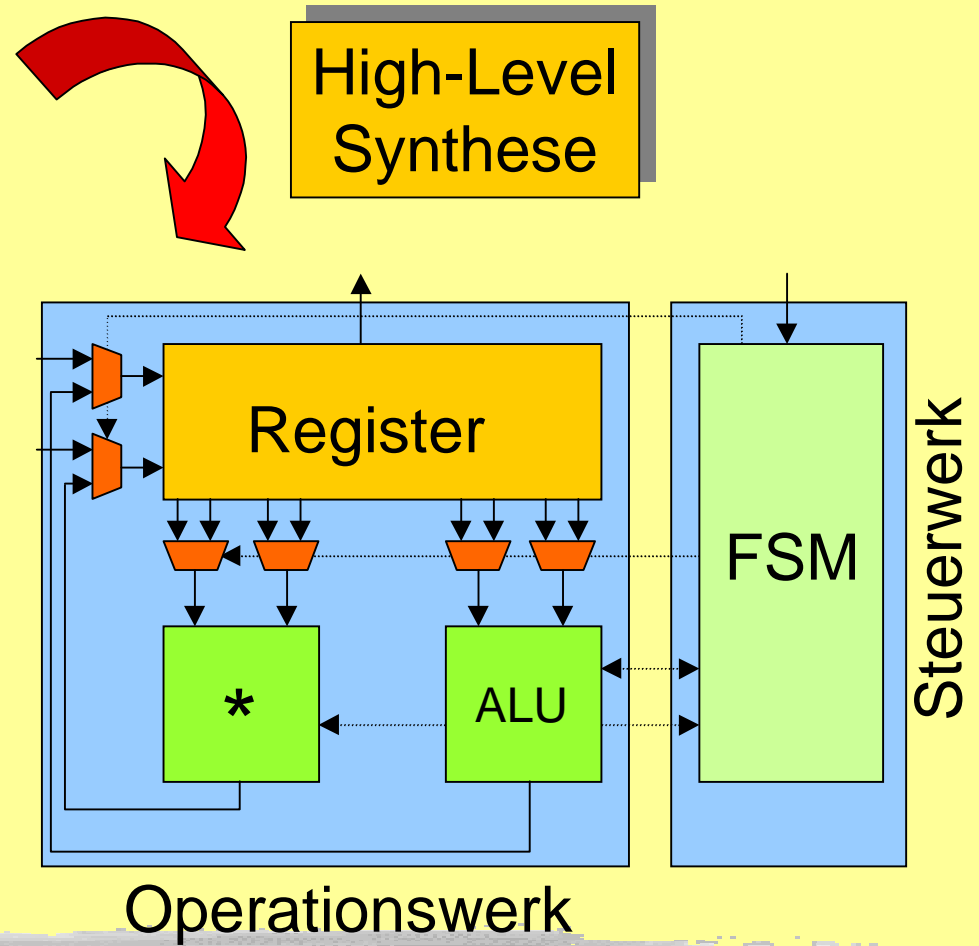 High-Level
Synthese
Register
FSM
Steuerwerk
*
ALU
Operationswerk